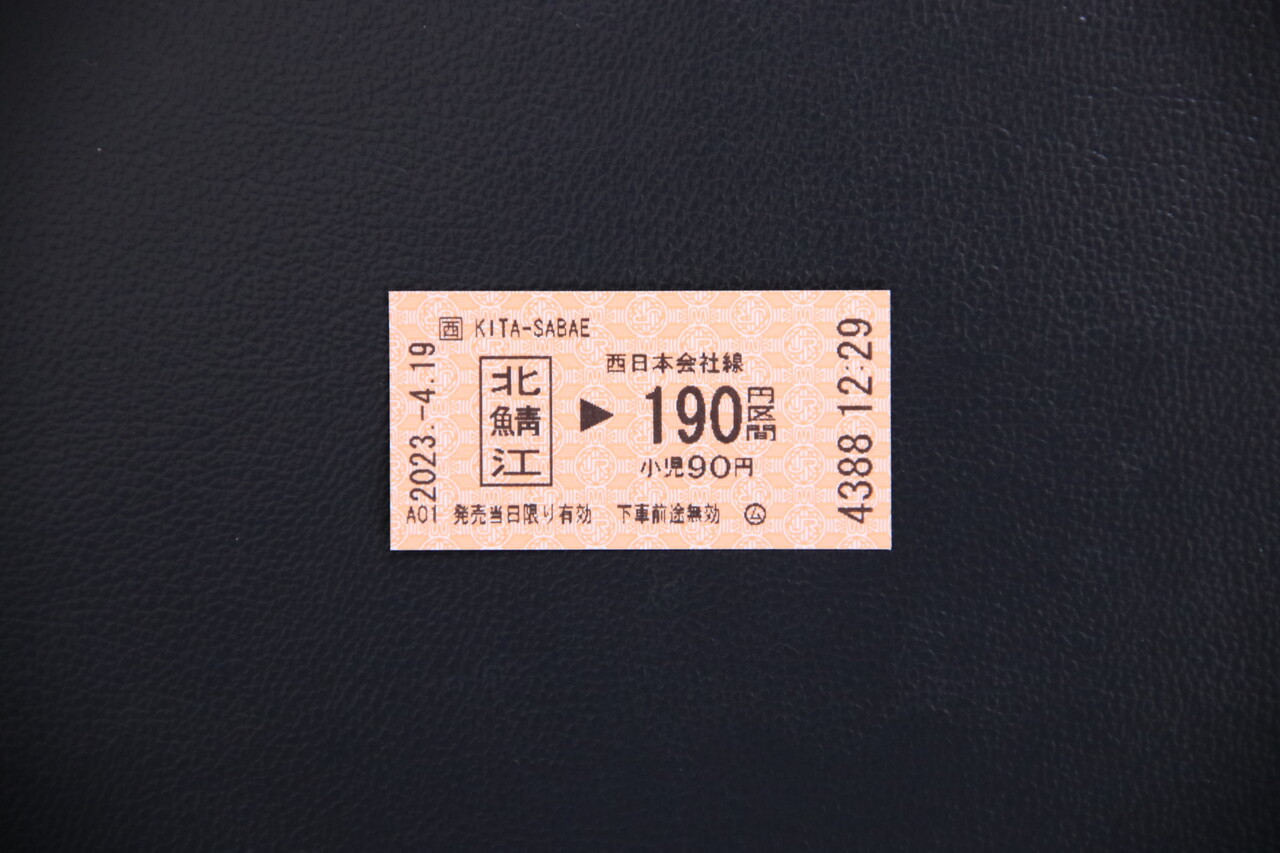 ㊄ KITA-SABAE
2023.-4.19
北鯖江
西日本会社線
▶ 190円区間
小児90円
A01 発売当日限り有効 下車前途無効 ム
4388 12:29